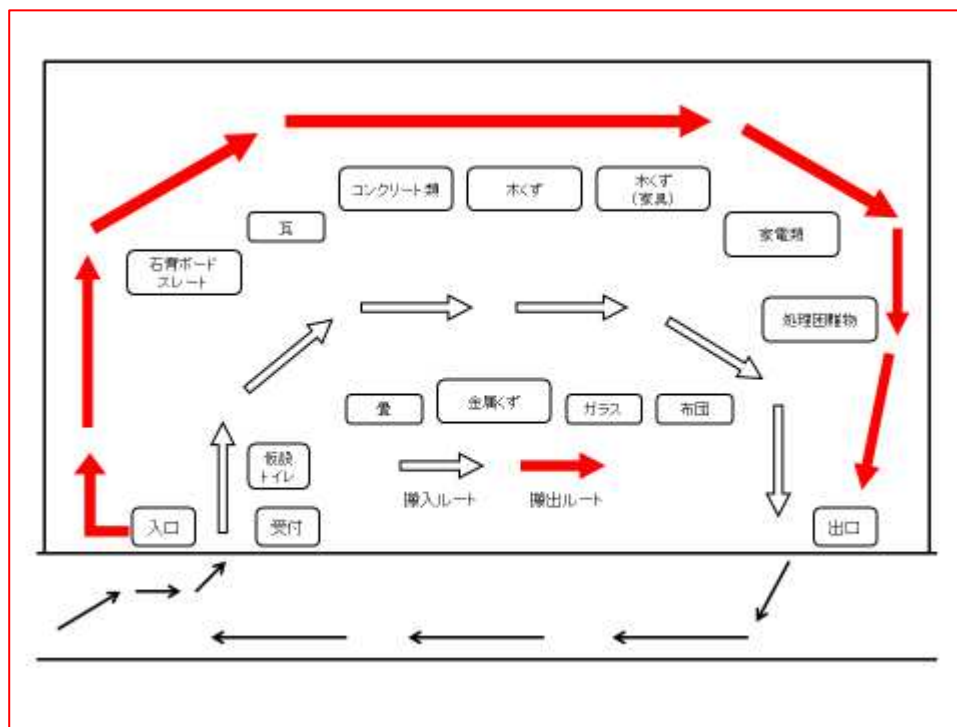 コンクリート類
木くず
木くず
（家具）
瓦
家電類
石膏ボード
スレート
処理困難物
畳
金属くず
ガラス
布団
仮設
トイレ
搬入ルート
搬出ルート
入口
受付
出口